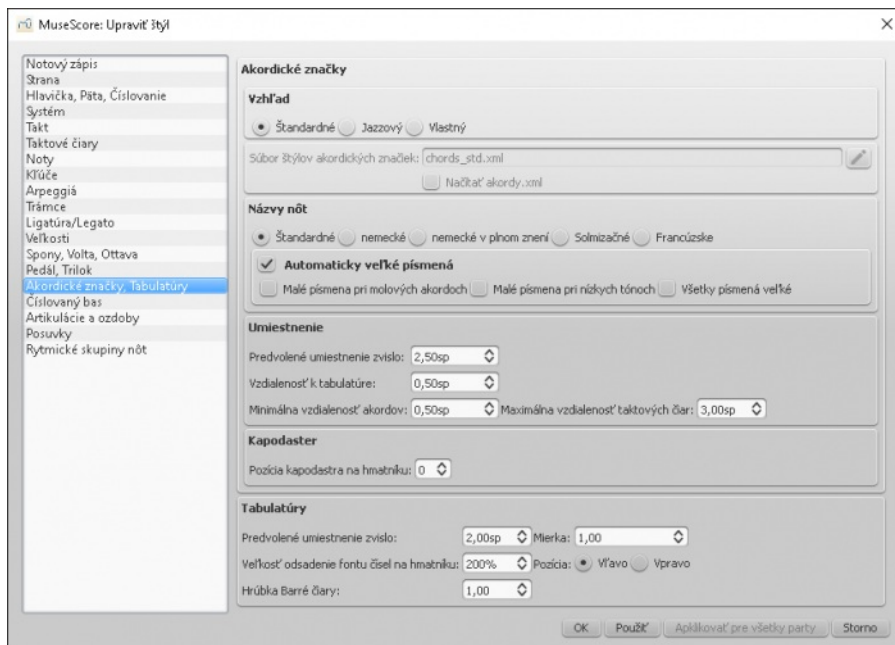 MuseScore: Upraviť štýl
Notový zápis
Strana
Hlavička, Päta, Číslovanie
Systém
Takt
Taktové čiary
Noty
Kľúče
Arpeggiá
Trámce
Ligatúra/Legato
Veľkosti
Spony, Volta, Ottava
Pedál, Trilok
Akordické značky, Tabulatúry
Číslovaný bas
Artikulácie a ozdoby
Posuvky
Rytmické skupiny nôt
Akordické značky
Vzhľad
Štandardné Jazzový Vlastný
Súbor štýlov akordických značiek: chords_std.xml
Načítať akordy.xml
Názvy nôt
Štandardné nemecké nemecké v plnom znení Solmizačné Francúzske
Automaticky veľké písmená
Malé písmena pri molových akordoch Malé písmena pri nízkych tónoch Všetky písmená veľké
Umiestnenie
Predvolené umiestnenie zvislo: 2,50sp
Vzdialenosť k tabulatúre: 0,50sp
Minimálna vzdialenosť akordov: 0,50sp Maximálna vzdialenosť taktových čiar: 3,00sp
Kapodaster
Pozícia kapodastra na hmatníku: 0
Tabulatúry
Predvolené umiestnenie zvislo: 2,00sp Mierka: 1,00
Veľkosť odsadenie fontu čísel na hmatníku: 200% Pozícia: Vľavo Vpravo
Hrúbka Barré čiary: 1,00
OK Použiť Aplikovať pre všetky party Storno